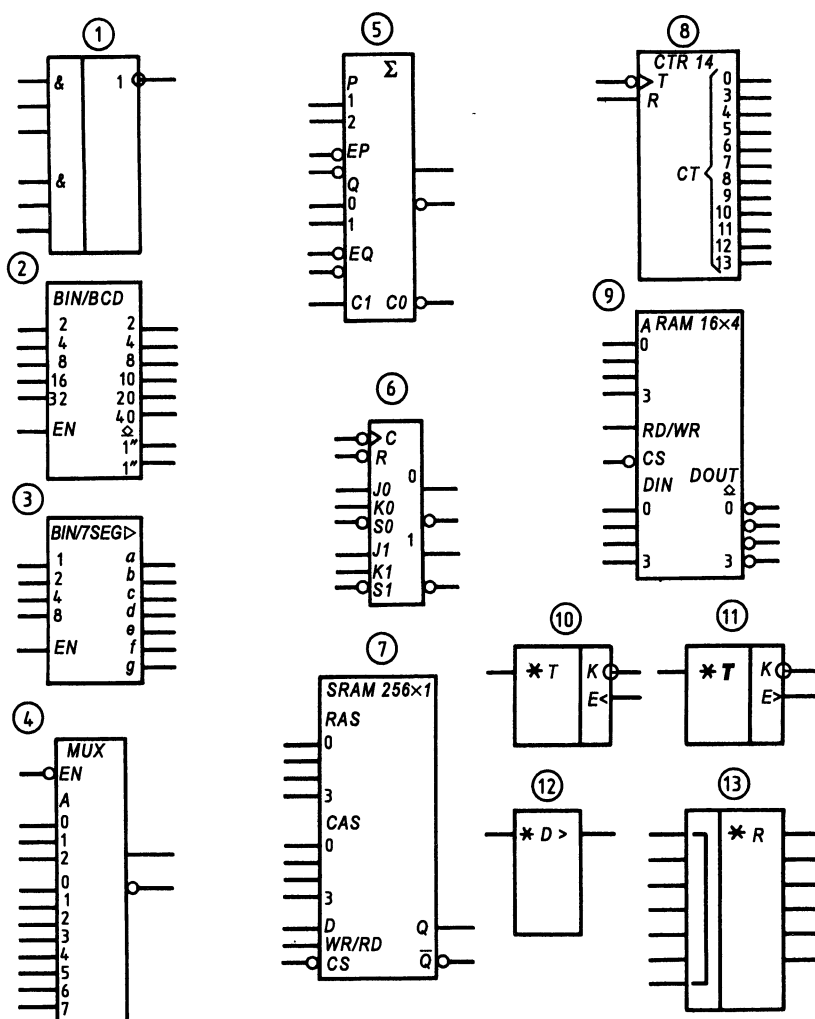 1
&
1
&
2
BIN/BCD
2 2
4 4
8 8
16 10
32 20
40
EN
◇
1″
1″
3
BIN/7SEG▷
1 a
2 b
4 c
8 d
e
EN f
g
4
MUX
EN
A
0
1
2
0
1
2
3
4
5
6
7
5
Σ
P
1
2
EP
Q
0
1
EQ
C1 C0
6
C
R
0
J0
K0
S0
1
J1
K1
S1
7
SRAM 256×1
RAS
0
3
CAS
0
3
D Q
WR/RD
CS Q̄
8
CTR 14
T
R
CT
0
3
4
5
6
7
8
9
10
11
12
13
9
A RAM 16×4
0
3
RD/WR
CS
DIN DOUT
◇
0 0
3 3
10
* T K
E<
11
* T K
E>
12
* D >
13
* R